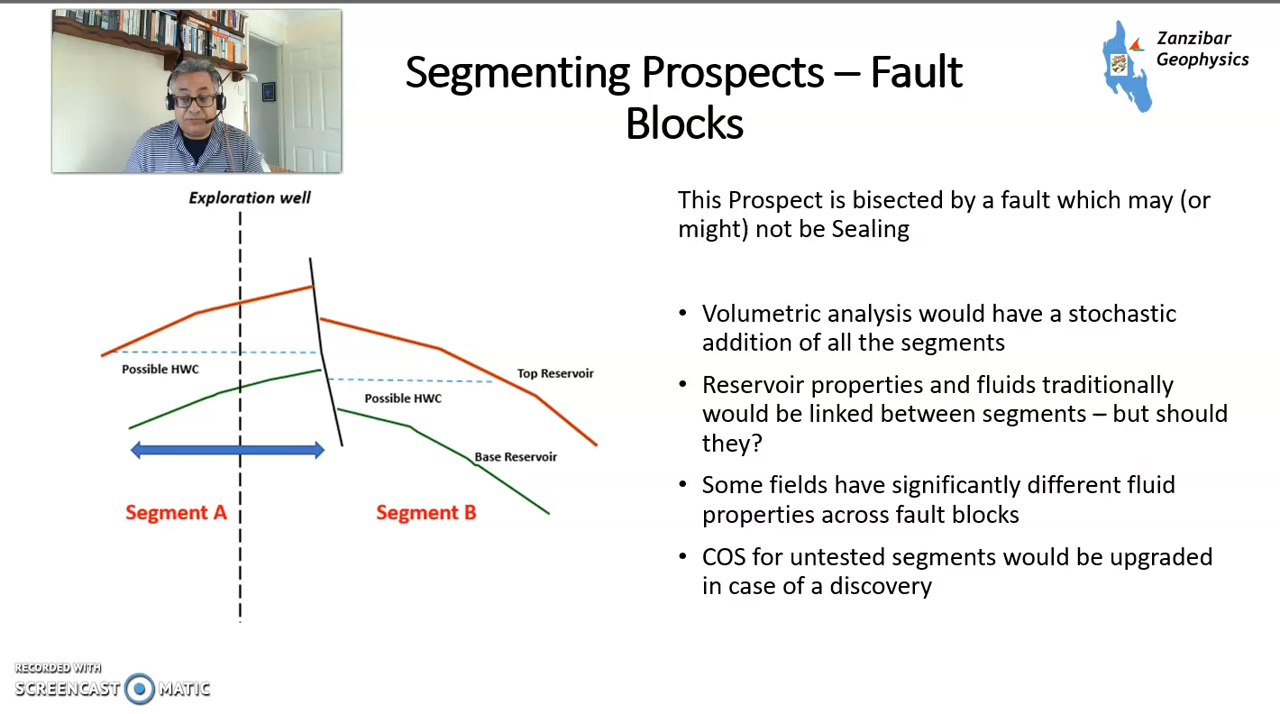 Segmenting Prospects – Fault
Blocks
Zanzibar
Geophysics
Exploration well
Possible HWC
Possible HWC
Top Reservoir
Base Reservoir
Segment A
Segment B
This Prospect is bisected by a fault which may (or
might) not be Sealing
• Volumetric analysis would have a stochastic
addition of all the segments
• Reservoir properties and fluids traditionally
would be linked between segments – but should
they?
• Some fields have significantly different fluid
properties across fault blocks
• COS for untested segments would be upgraded
in case of a discovery
RECORDED WITH
SCREENCAST MATIC